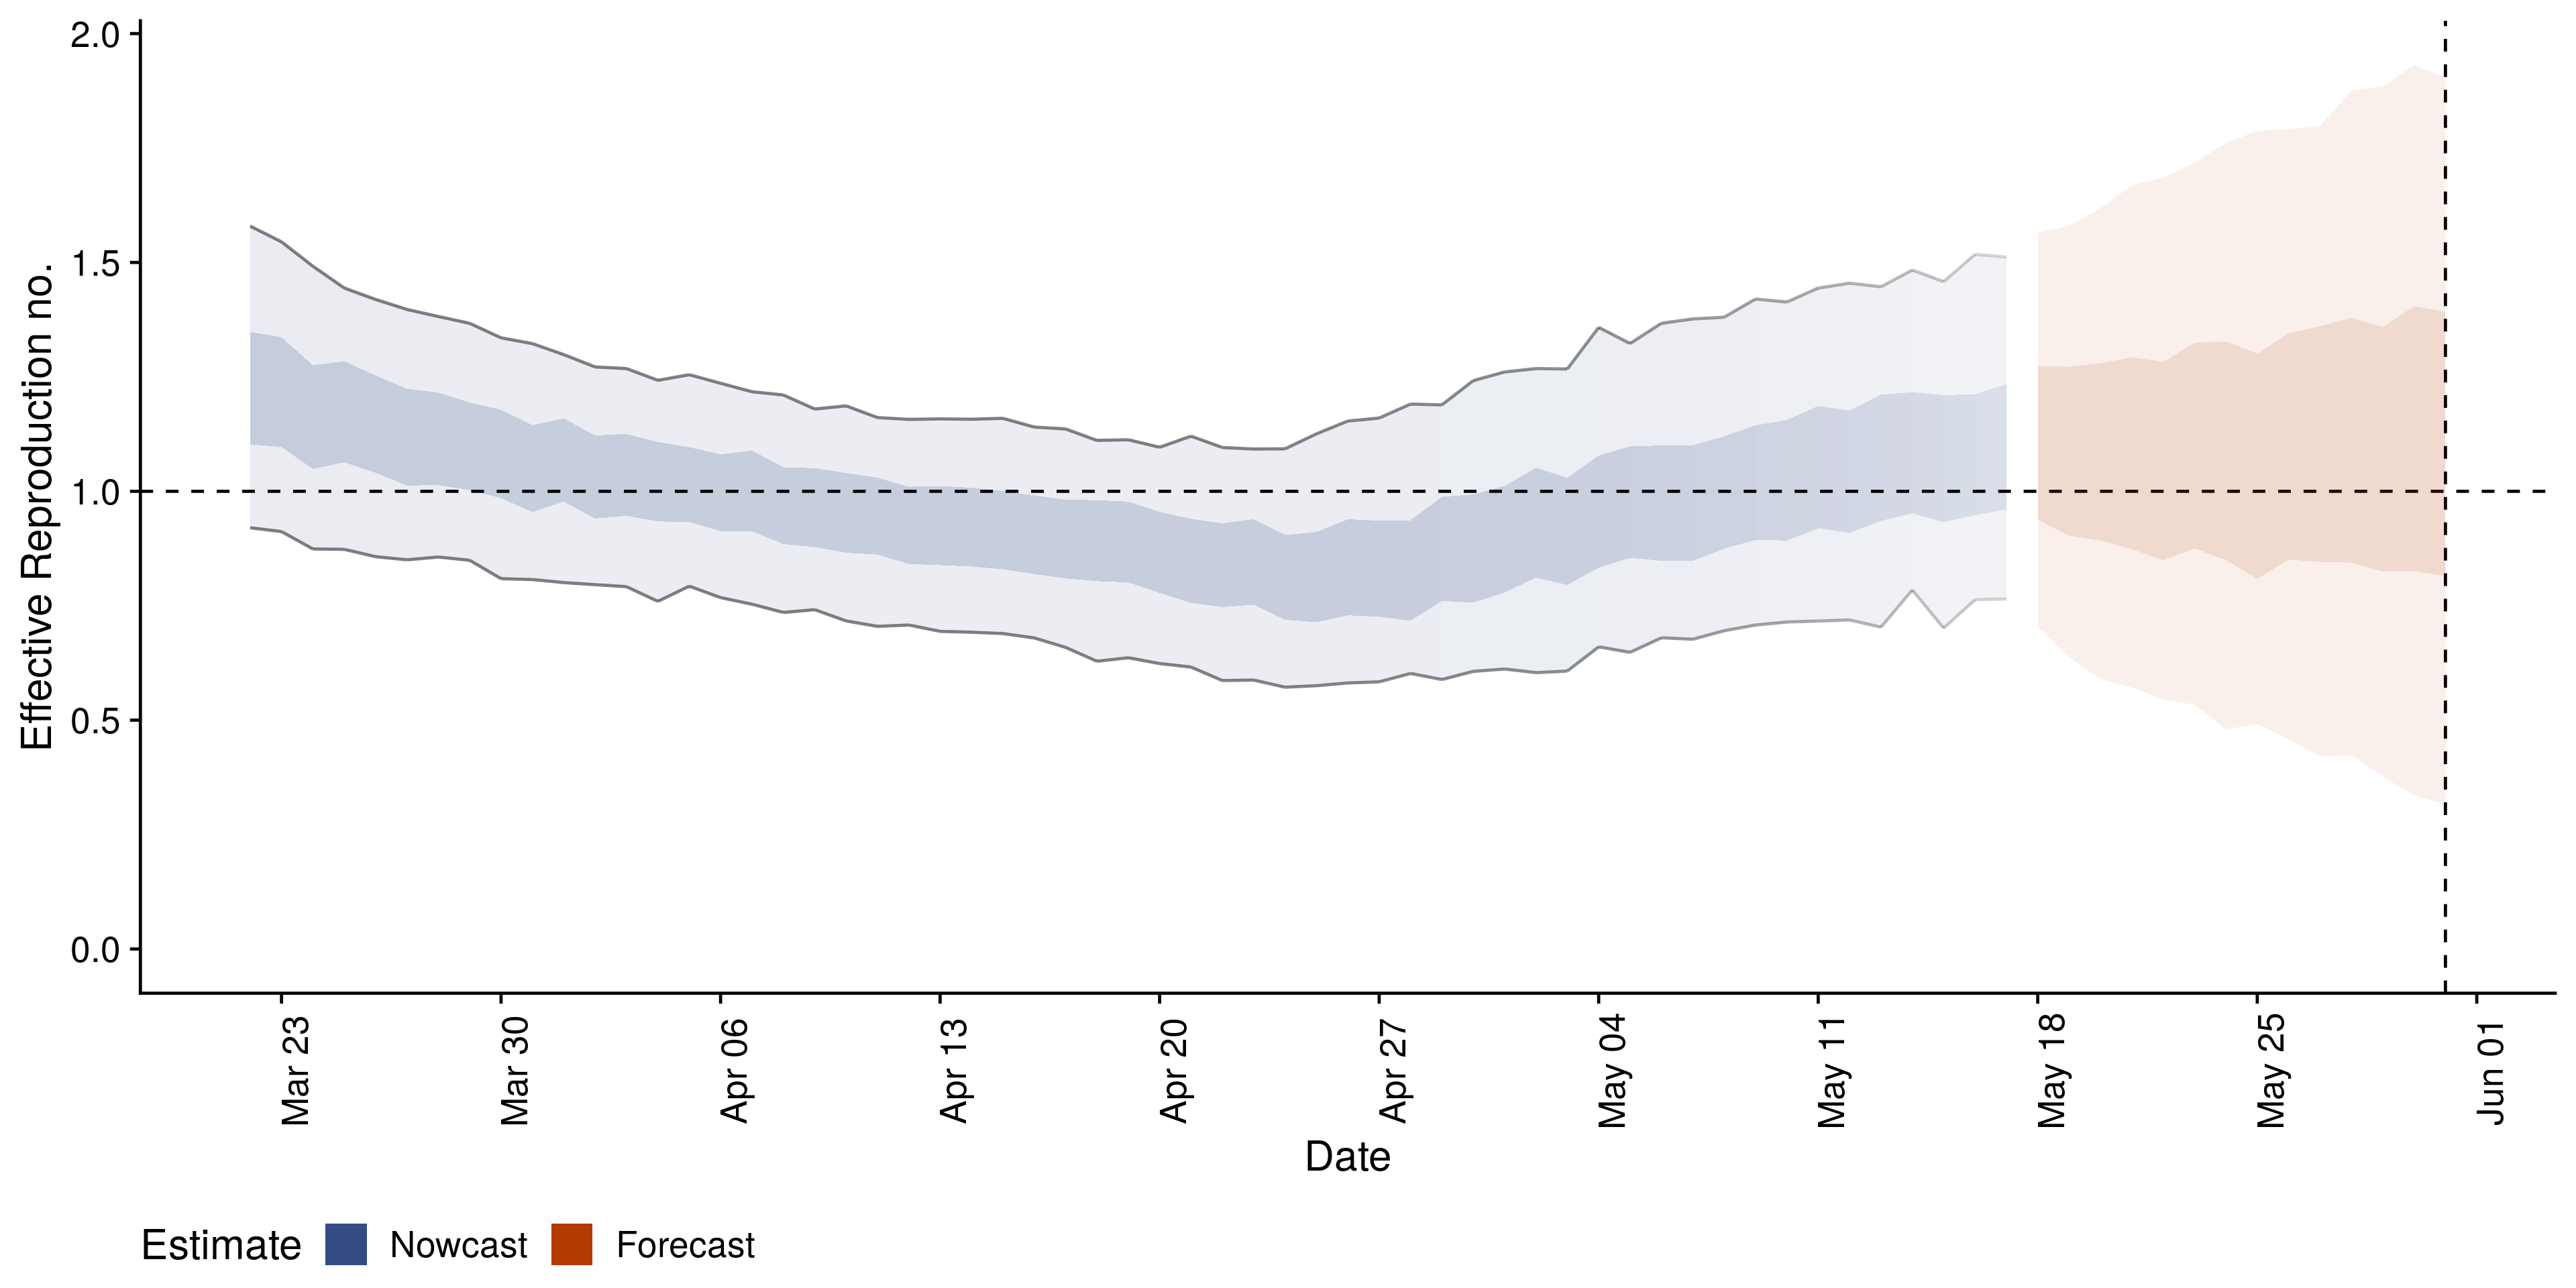 Effective Reproduction no.
2.0
1.5
1.0
0.5
0.0
Mar 23
Mar 30
Apr 06
Apr 13
Apr 20
Apr 27
May 04
May 11
May 18
May 25
Jun 01
Date
Estimate Nowcast Forecast